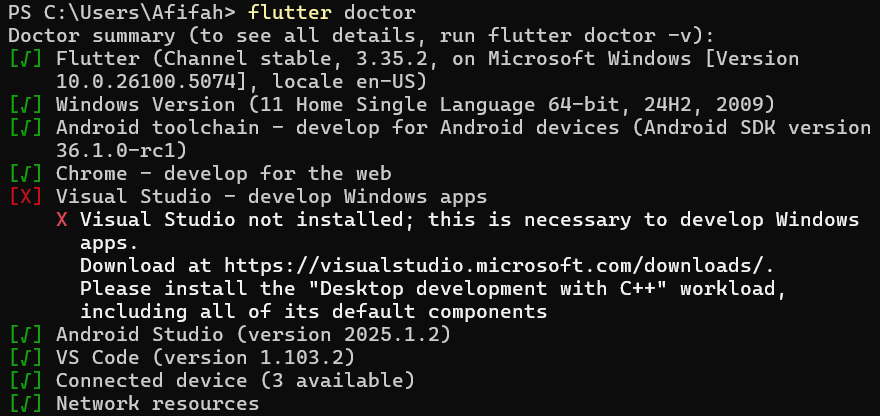 PS C:\Users\Afifah> flutter doctor
Doctor summary (to see all details, run flutter doctor -v):
[√] Flutter (Channel stable, 3.35.2, on Microsoft Windows [Version
10.0.26100.5074], locale en-US)
[√] Windows Version (11 Home Single Language 64-bit, 24H2, 2009)
[√] Android toolchain - develop for Android devices (Android SDK version
36.1.0-rc1)
[√] Chrome - develop for the web
[X] Visual Studio - develop Windows apps
X Visual Studio not installed; this is necessary to develop Windows
apps.
Download at https://visualstudio.microsoft.com/downloads/.
Please install the "Desktop development with C++" workload,
including all of its default components
[√] Android Studio (version 2025.1.2)
[√] VS Code (version 1.103.2)
[√] Connected device (3 available)
[√] Network resources